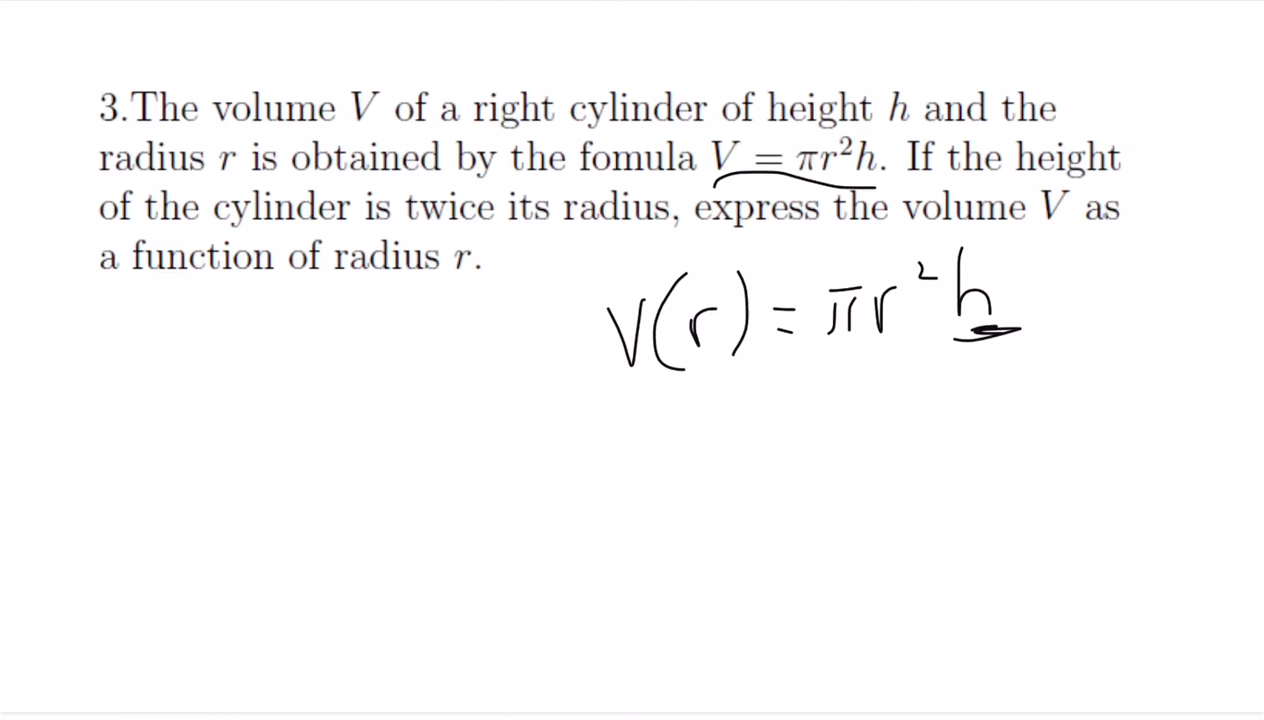 3.The volume V of a right cylinder of height h and the
radius r is obtained by the fomula V = πr²h. If the height
of the cylinder is twice its radius, express the volume V as
a function of radius r.
V(r) = πr²h